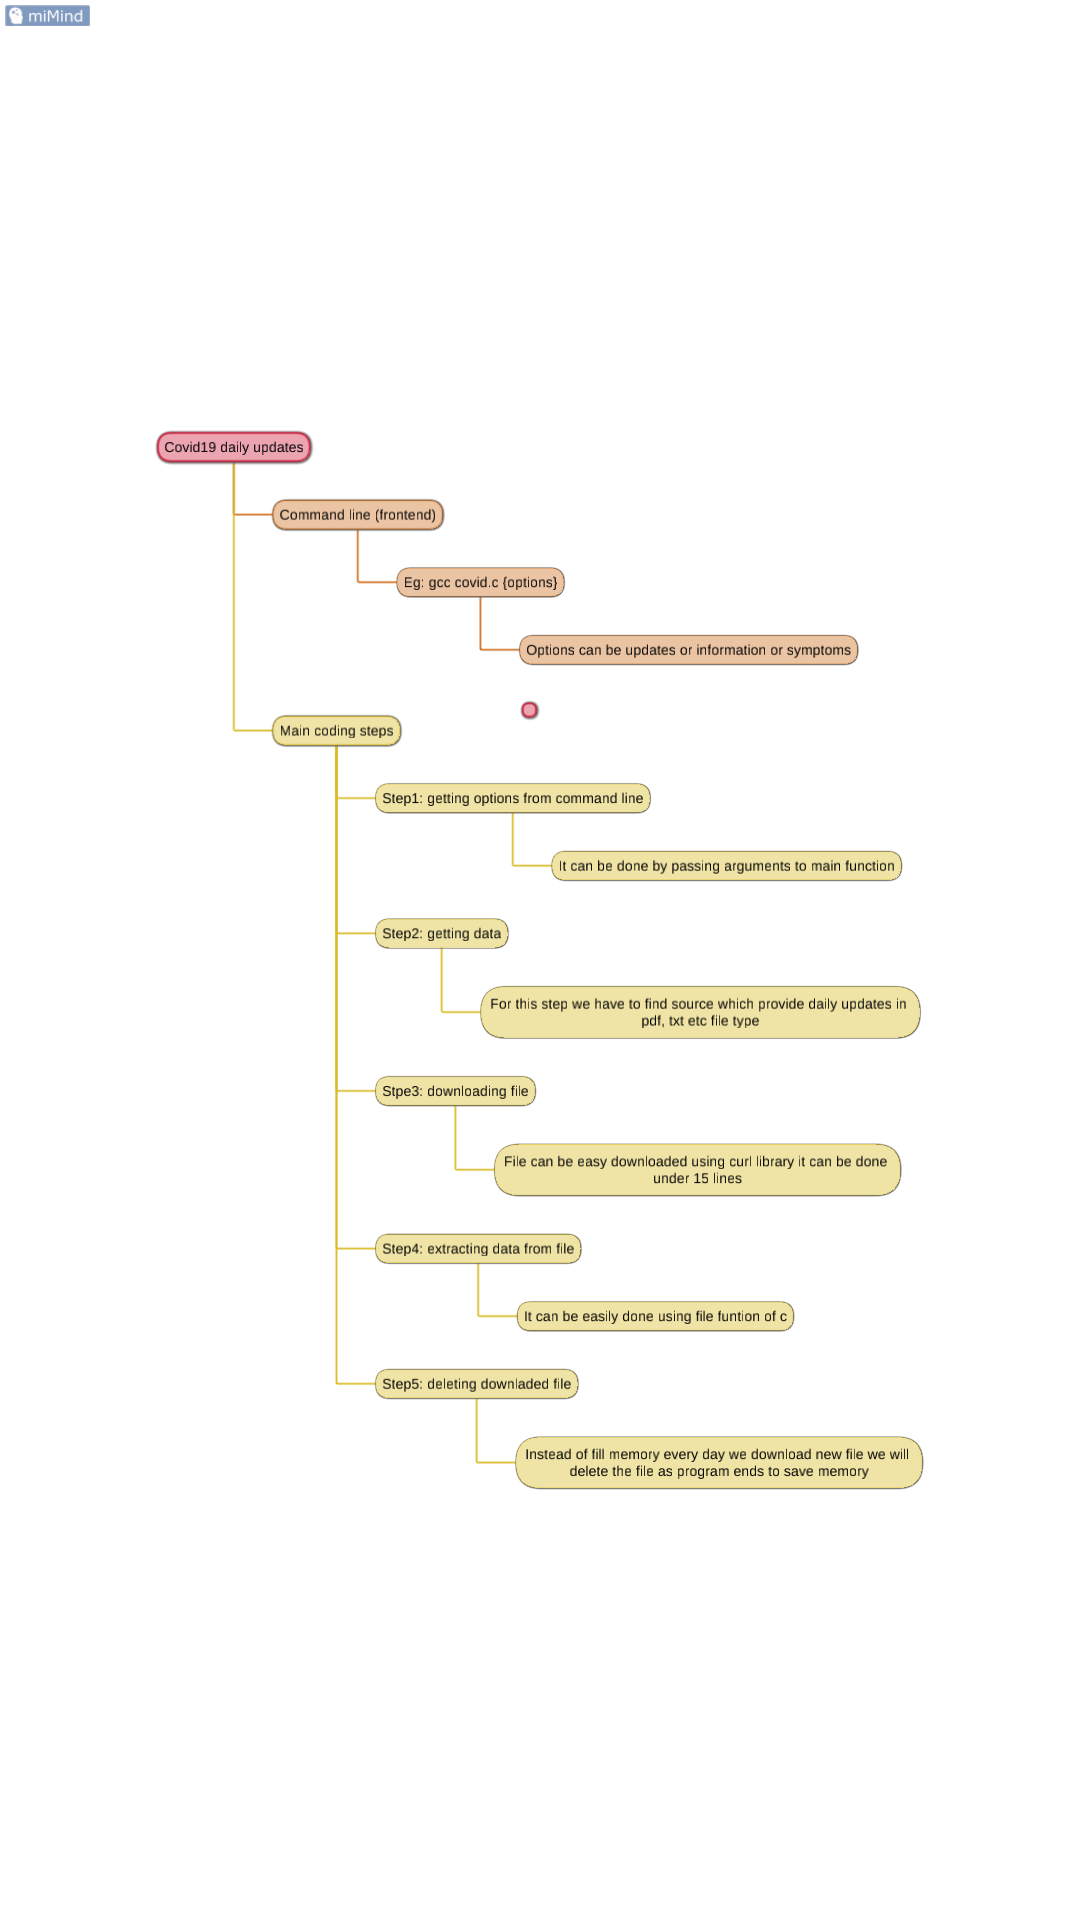 miMind
Covid19 daily updates
Command line (frontend)
Eg: gcc covid.c {options}
Options can be updates or information or symptoms
Main coding steps
Step1: getting options from command line
It can be done by passing arguments to main function
Step2: getting data
For this step we have to find source which provide daily updates in
pdf, txt etc file type
Stpe3: downloading file
File can be easy downloaded using curl library it can be done
under 15 lines
Step4: extracting data from file
It can be easily done using file funtion of c
Step5: deleting downladed file
Instead of fill memory every day we download new file we will
delete the file as program ends to save memory